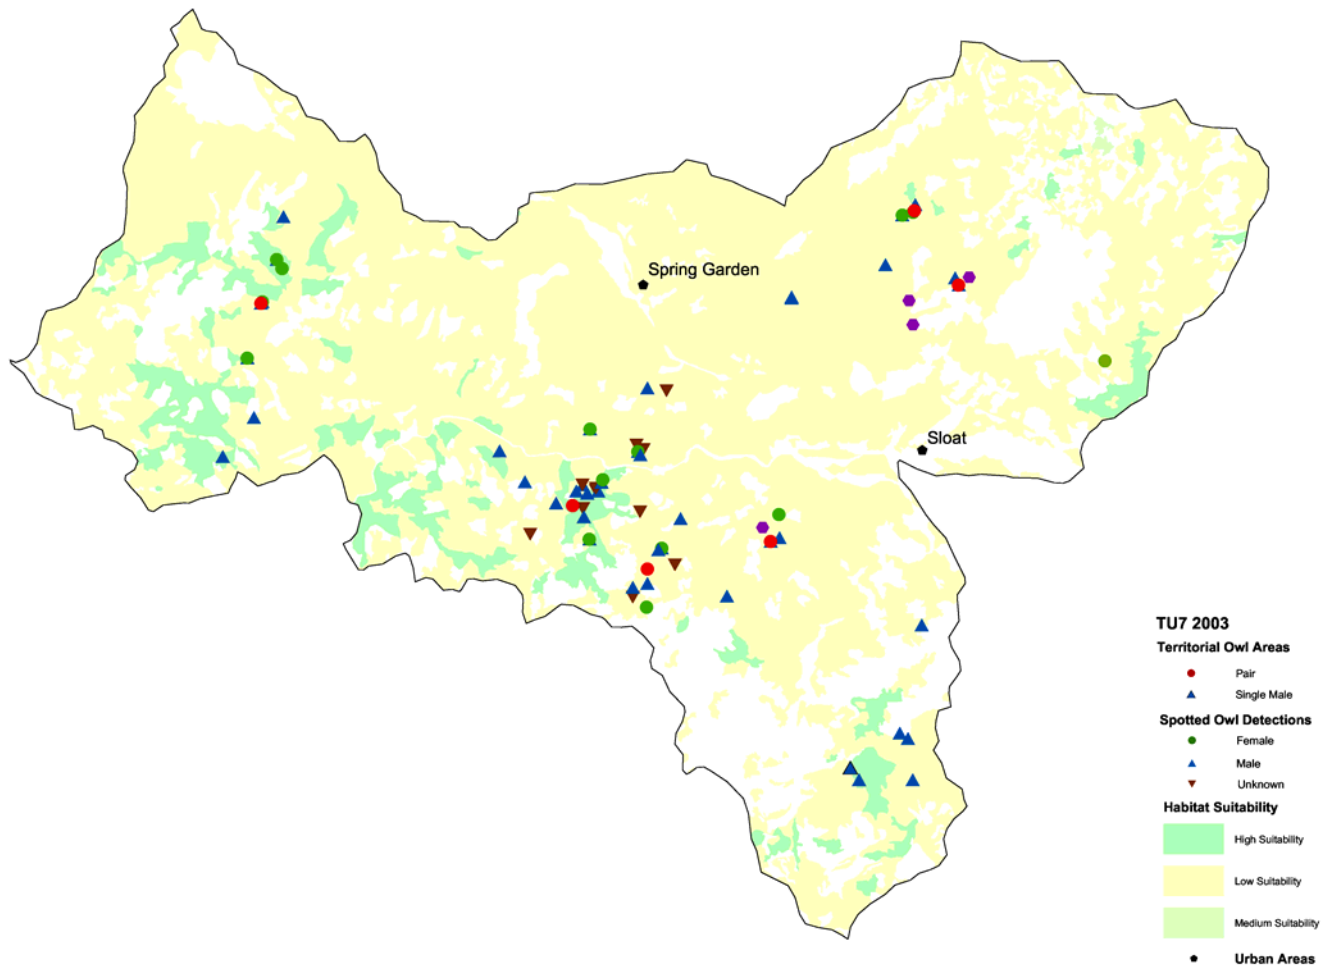 Spring Garden
Sloat
TU7 2003
Territorial Owl Areas
Pair
Single Male
Spotted Owl Detections
Female
Male
Unknown
Habitat Suitability
High Suitability
Low Suitability
Medium Suitability
Urban Areas